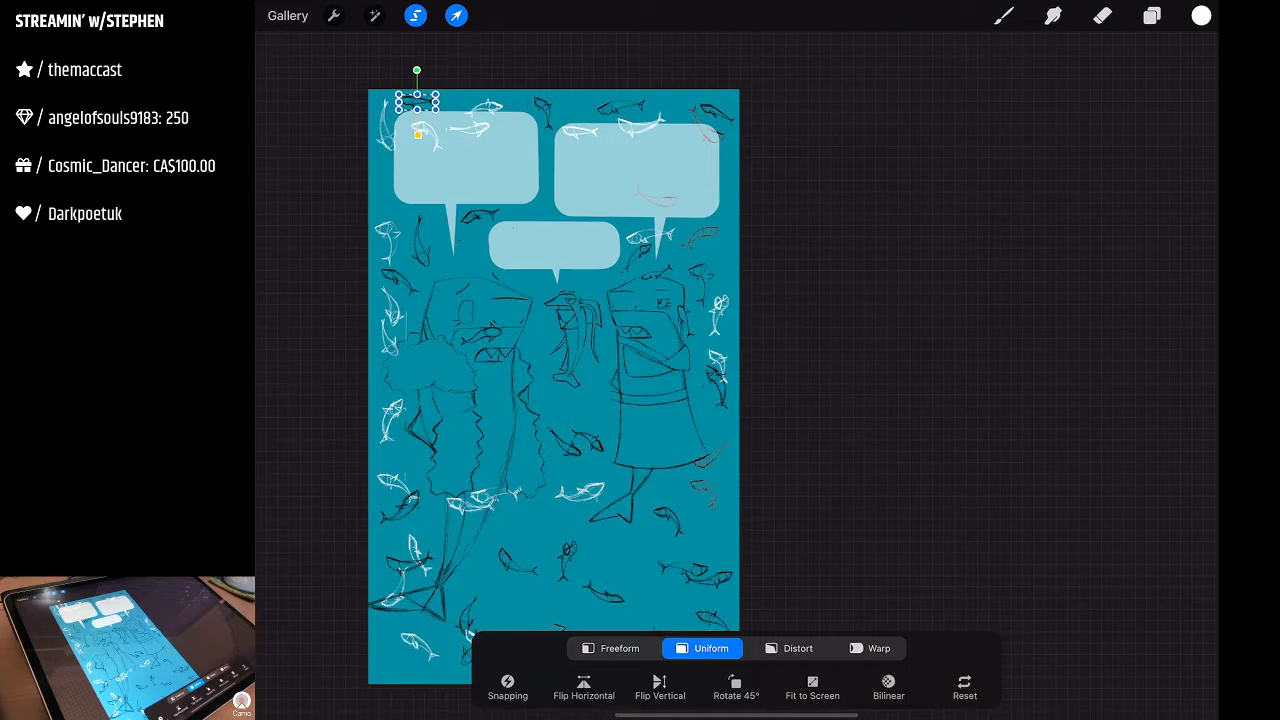 STREAMIN' w/STEPHEN
/ themaccast
/ angelofsouls9183: 250
/ Cosmic_Dancer: CA$100.00
/ Darkpoetuk
Gallery
Freeform
Uniform
Distort
Warp
Snapping
Flip Horizontal
Flip Vertical
Rotate 45°
Fit to Screen
Bilinear
Reset
Camo